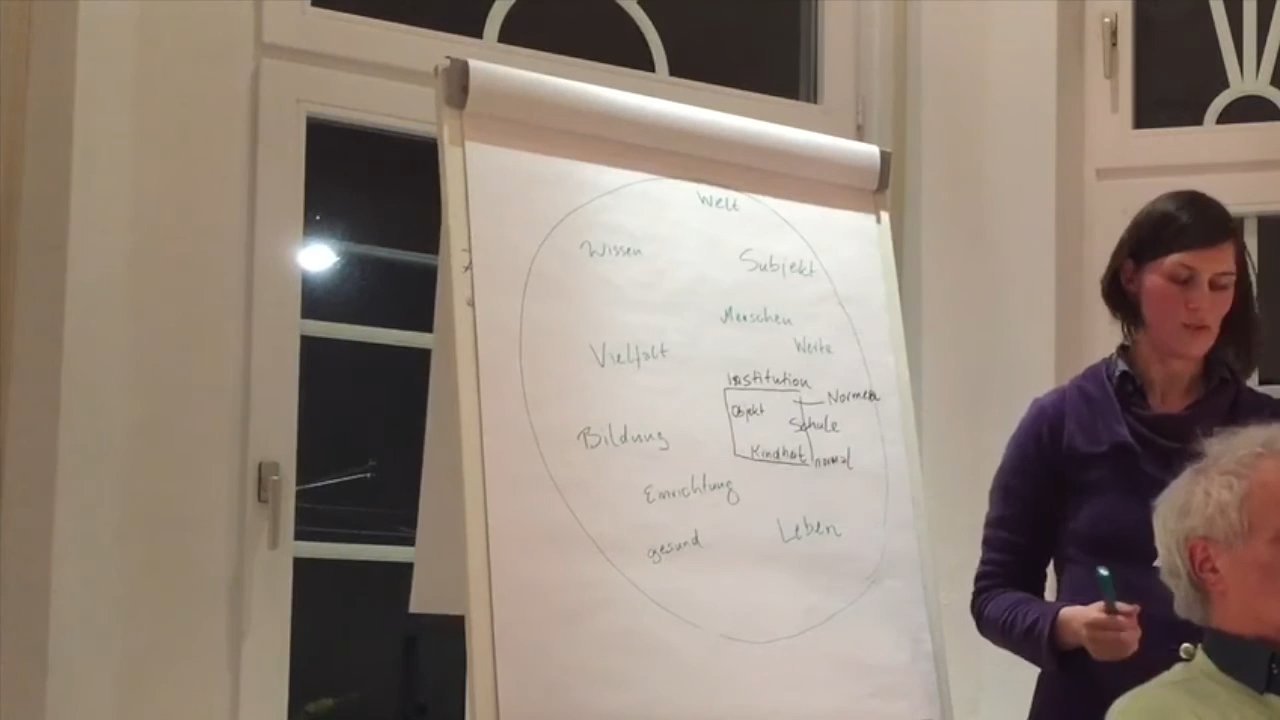 Welt
Wissen
Subjekt
Menschen
Vielfalt
Werte
Institution
Objekt
Normen
Schule
Bildung
Kindheit
normal
Einrichtung
Leben
gesund